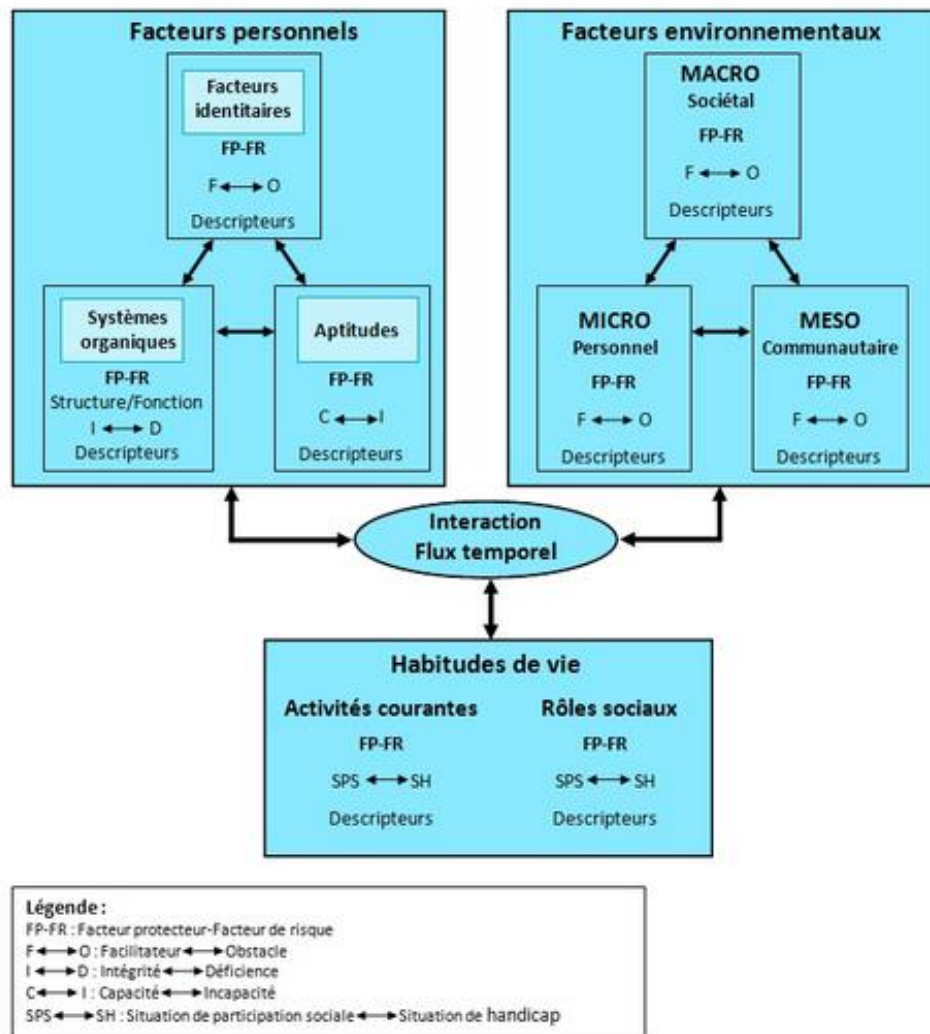 Facteurs personnels
Facteurs
identitaires
FP-FR
F ⟷ O
Descripteurs
Systèmes
organiques
FP-FR
Structure/Fonction
I ⟷ D
Descripteurs
Aptitudes
FP-FR
C ⟷ I
Descripteurs
Facteurs environnementaux
MACRO
Sociétal
FP-FR
F ⟷ O
Descripteurs
MICRO
Personnel
FP-FR
F ⟷ O
Descripteurs
MESO
Communautaire
FP-FR
F ⟷ O
Descripteurs
Interaction
Flux temporel
Habitudes de vie
Activités courantes
FP-FR
SPS ⟷ SH
Descripteurs
Rôles sociaux
FP-FR
SPS ⟷ SH
Descripteurs
Légende :
FP-FR : Facteur protecteur-Facteur de risque
F ⟷ O : Facilitateur ⟷ Obstacle
I ⟷ D : Intégrité ⟷ Déficience
C ⟷ I : Capacité ⟷ Incapacité
SPS ⟷ SH : Situation de participation sociale ⟷ Situation de handicap